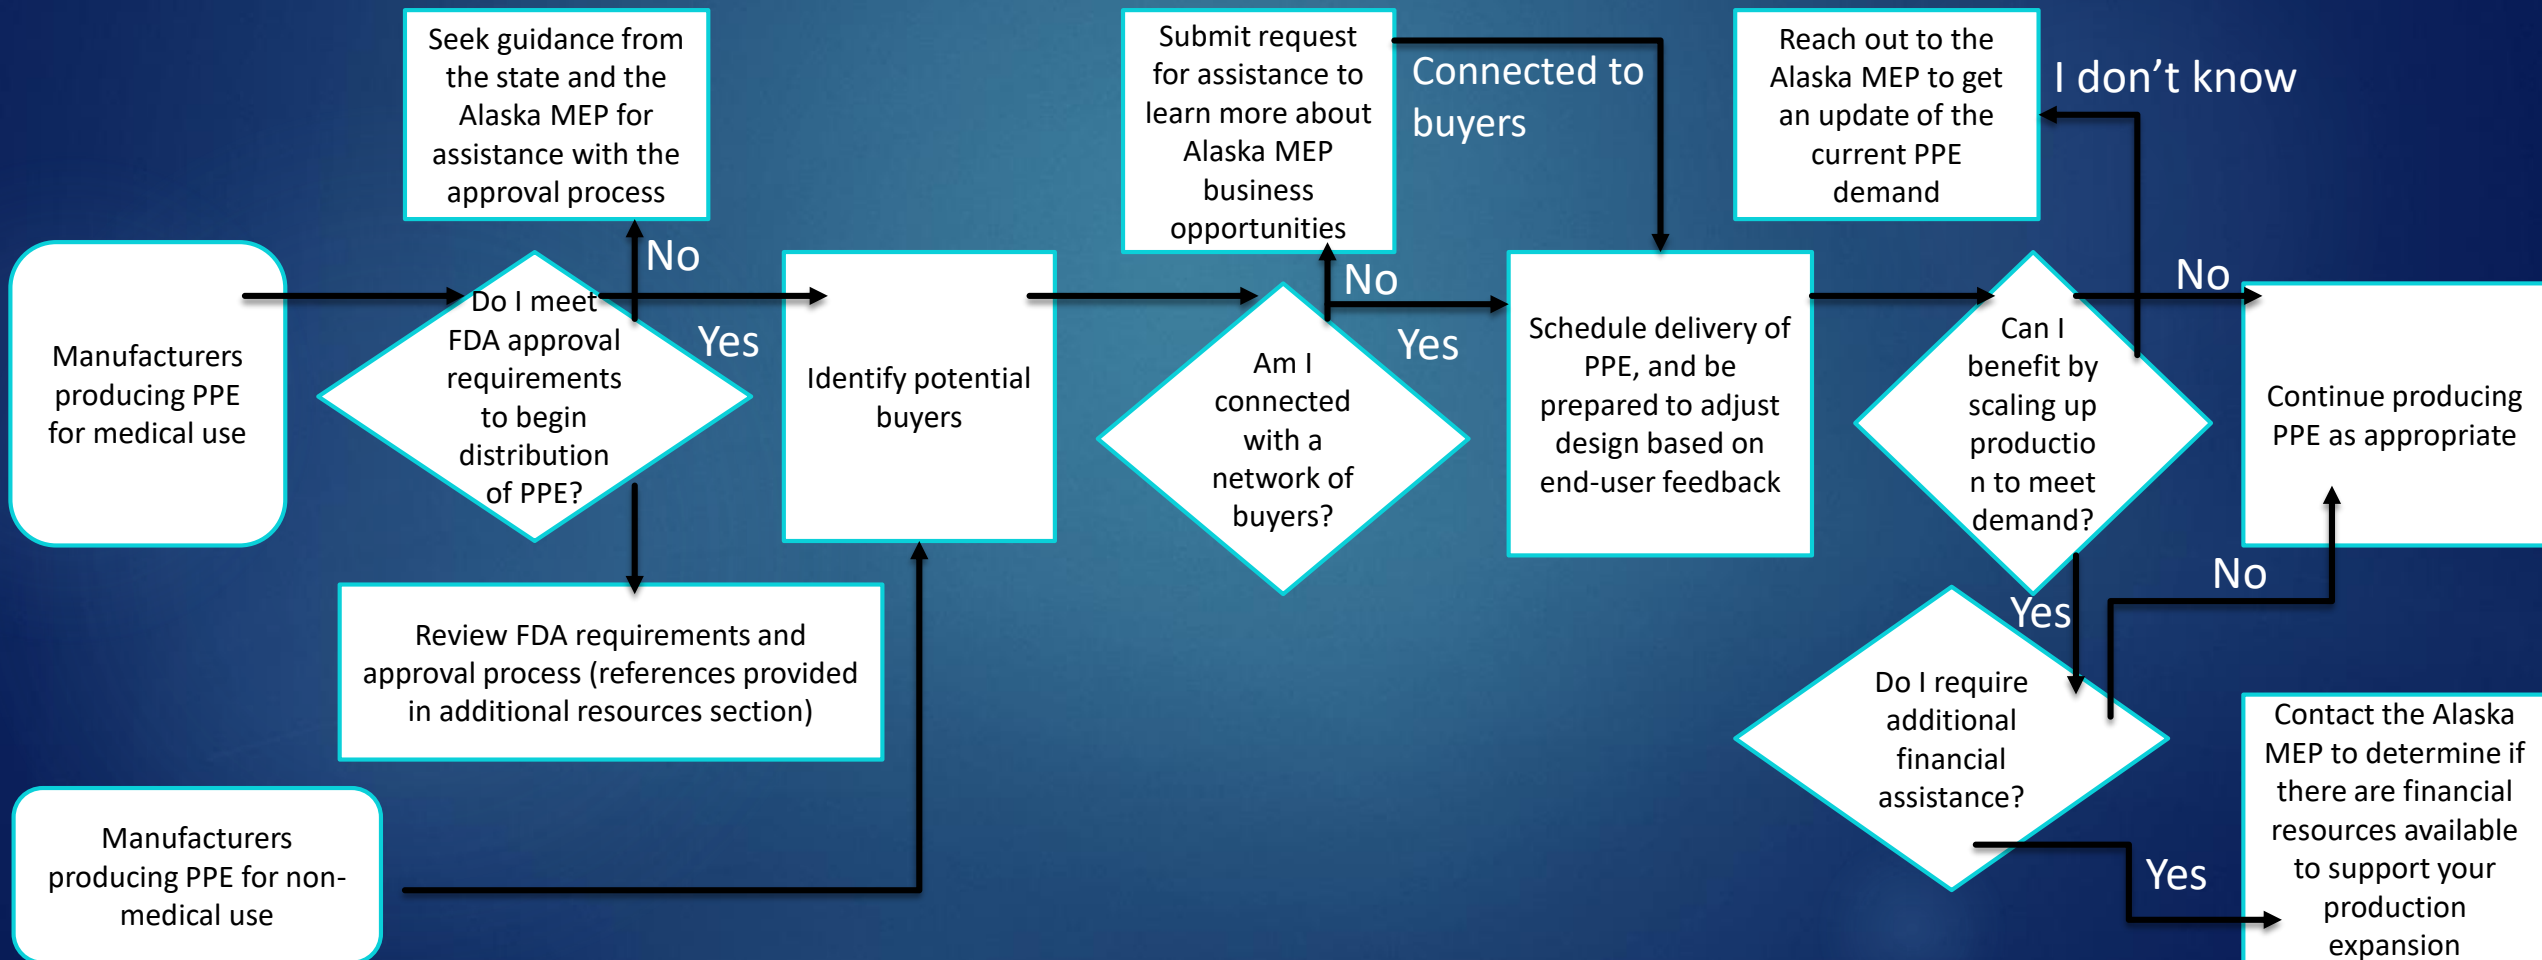 Seek guidance from
the state and the
Alaska MEP for
assistance with the
approval process
Submit request
for assistance to
learn more about
Alaska MEP
business
opportunities
Connected to
buyers
Reach out to the
Alaska MEP to get
an update of the
current PPE
demand
I don’t know
Manufacturers
producing PPE
for medical use
Do I meet
FDA approval
requirements
to begin
distribution
of PPE?
No
Yes
Identify potential
buyers
Am I
connected
with a
network of
buyers?
No
Yes
Schedule delivery of
PPE, and be
prepared to adjust
design based on
end-user feedback
Can I
benefit by
scaling up
productio
n to meet
demand?
No
Continue producing
PPE as appropriate
Yes
No
Review FDA requirements and
approval process (references provided
in additional resources section)
Do I require
additional
financial
assistance?
Yes
Contact the Alaska
MEP to determine if
there are financial
resources available
to support your
production
expansion
Manufacturers
producing PPE for non-
medical use